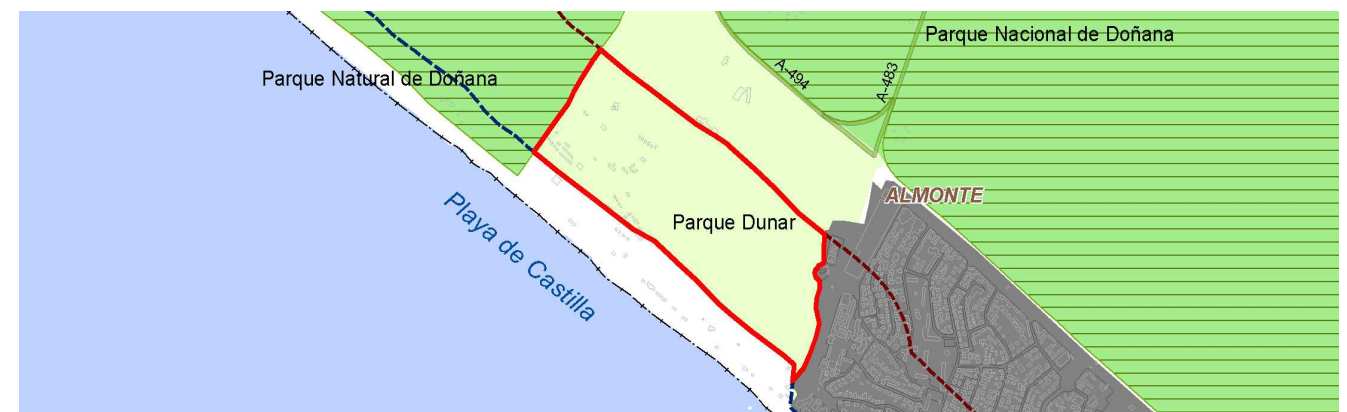 Parque Nacional de Doñana
Parque Natural de Doñana
A-494
A-483
ALMONTE
Playa de Castilla
Parque Dunar